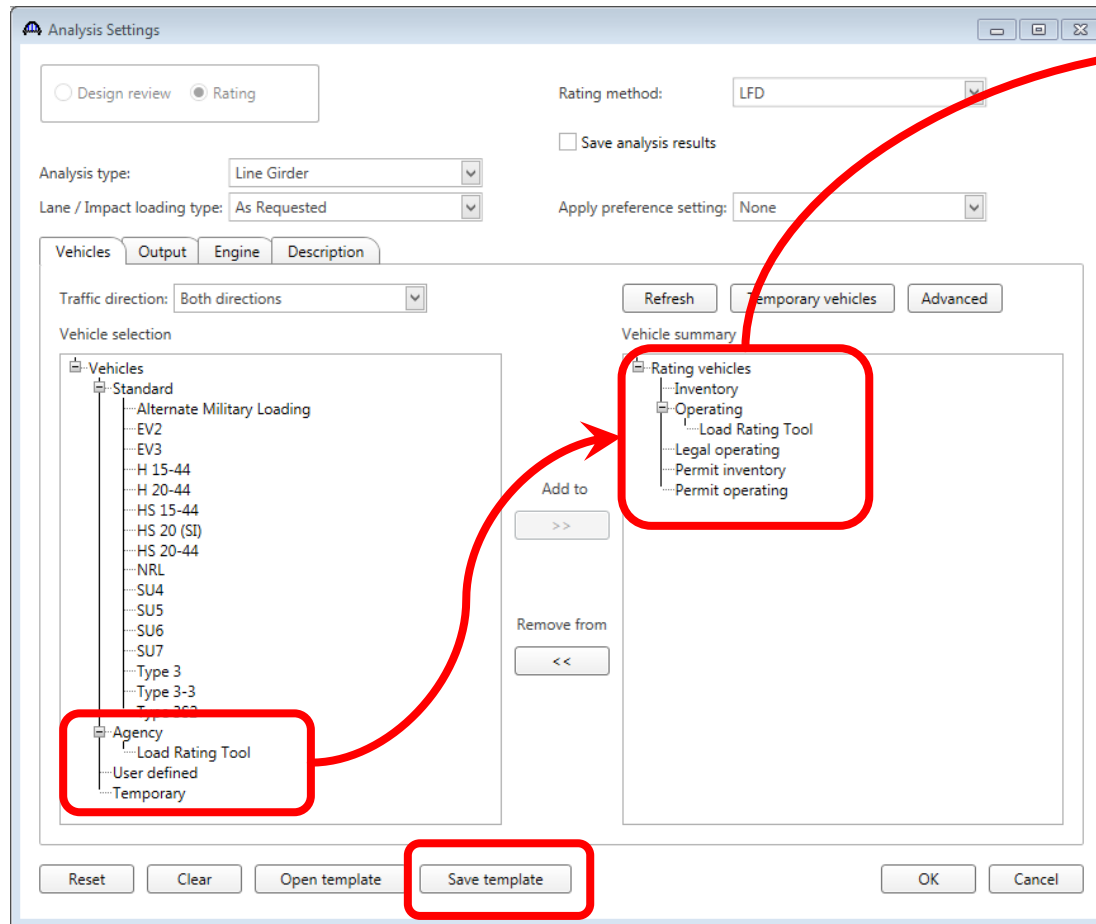 Analysis Settings
Design review Rating
Rating method: LFD
Save analysis results
Analysis type: Line Girder
Lane / Impact loading type: As Requested
Apply preference setting: None
Vehicles Output Engine Description
Traffic direction: Both directions
Refresh Temporary vehicles Advanced
Vehicle selection
Vehicles
Standard
Alternate Military Loading
EV2
EV3
H 15-44
H 20-44
HS 15-44
HS 20 (SI)
HS 20-44
NRL
SU4
SU5
SU6
SU7
Type 3
Type 3-3
Type 3S2
Agency
Load Rating Tool
User defined
Temporary
Add to
>>
Remove from
<<
Vehicle summary
Rating vehicles
Inventory
Operating
Load Rating Tool
Legal operating
Permit inventory
Permit operating
Reset Clear Open template Save template OK Cancel